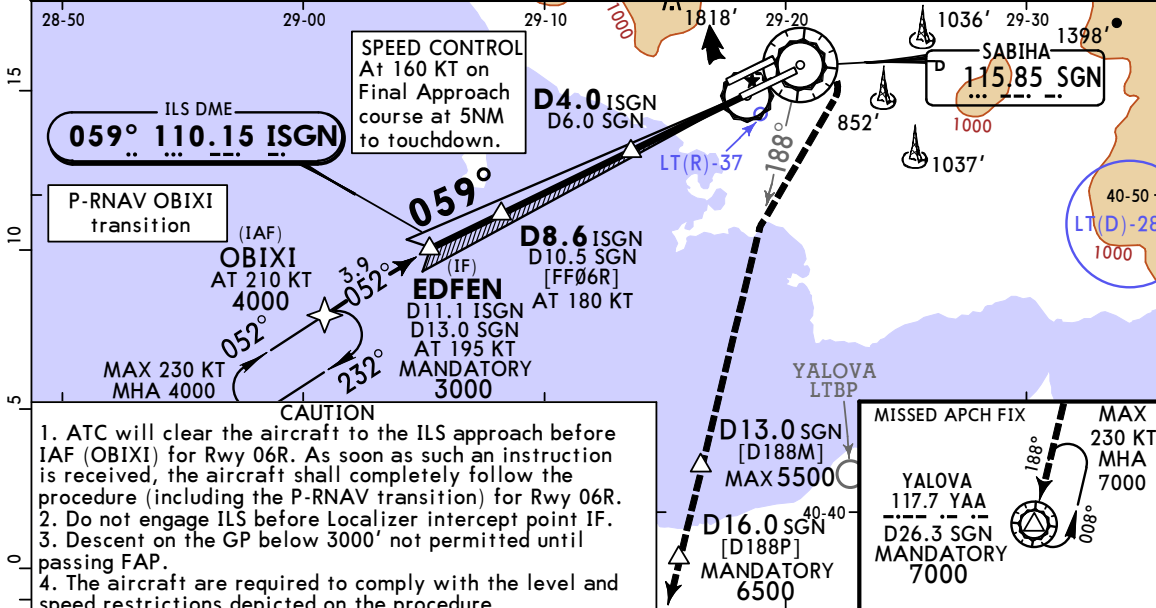 28-50
29-00
29-10
29-20
29-30
1000
1818'
1036'
1398'
SPEED CONTROL
At 160 KT on
Final Approach
course at 5NM
to touchdown.
SABIHA
D
115.85 SGN
15
D4.0 ISGN
D6.0 SGN
ILS DME
059° 110.15 ISGN
852'
1000
1037'
LT(R)-37
188°
059°
P-RNAV OBIXI
transition
40-50
LT(D)-28
1000
10
(IAF)
OBIXI
AT 210 KT
4000
3.9
052°
D8.6 ISGN
D10.5 SGN
[FFØ6R]
AT 180 KT
(IF)
EDFEN
D11.1 ISGN
D13.0 SGN
AT 195 KT
MANDATORY
3000
052°
232°
MAX 230 KT
MHA 4000
YALOVA
LTBP
5
CAUTION
1. ATC will clear the aircraft to the ILS approach before
IAF (OBIXI) for Rwy 06R. As soon as such an instruction
is received, the aircraft shall completely follow the
procedure (including the P-RNAV transition) for Rwy 06R.
2. Do not engage ILS before Localizer intercept point IF.
3. Descent on the GP below 3000' not permitted until
passing FAP.
4. The aircraft are required to comply with the level and
speed restrictions depicted on the procedure
0
D13.0 SGN
[D188M]
MAX 5500
40-40
D16.0 SGN
[D188P]
MANDATORY
6500
MISSED APCH FIX
MAX
230 KT
MHA
7000
188°
008°
YALOVA
117.7 YAA
D26.3 SGN
MANDATORY
7000